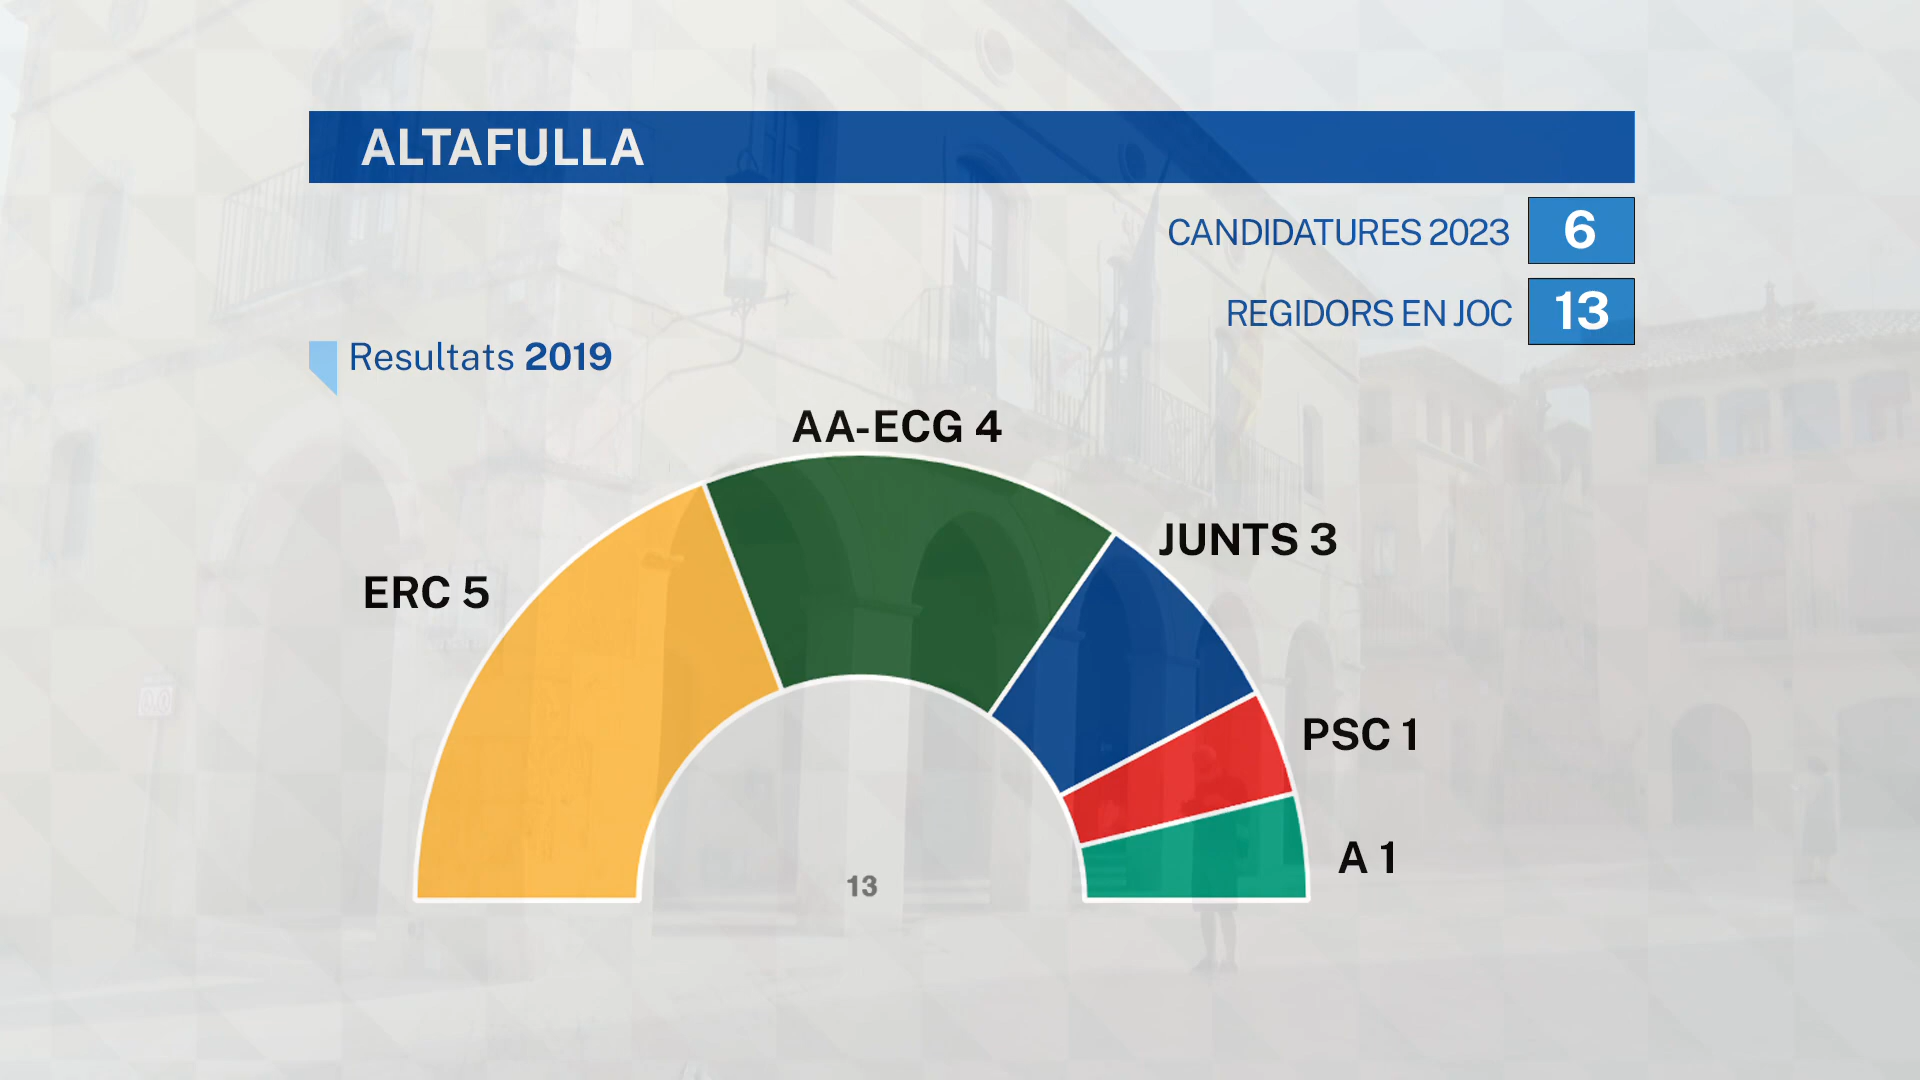 ALTAFULLA
CANDIDATURES 2023 6
REGIDORS EN JOC 13
Resultats 2019
AA-ECG 4
JUNTS 3
ERC 5
PSC 1
A 1
13